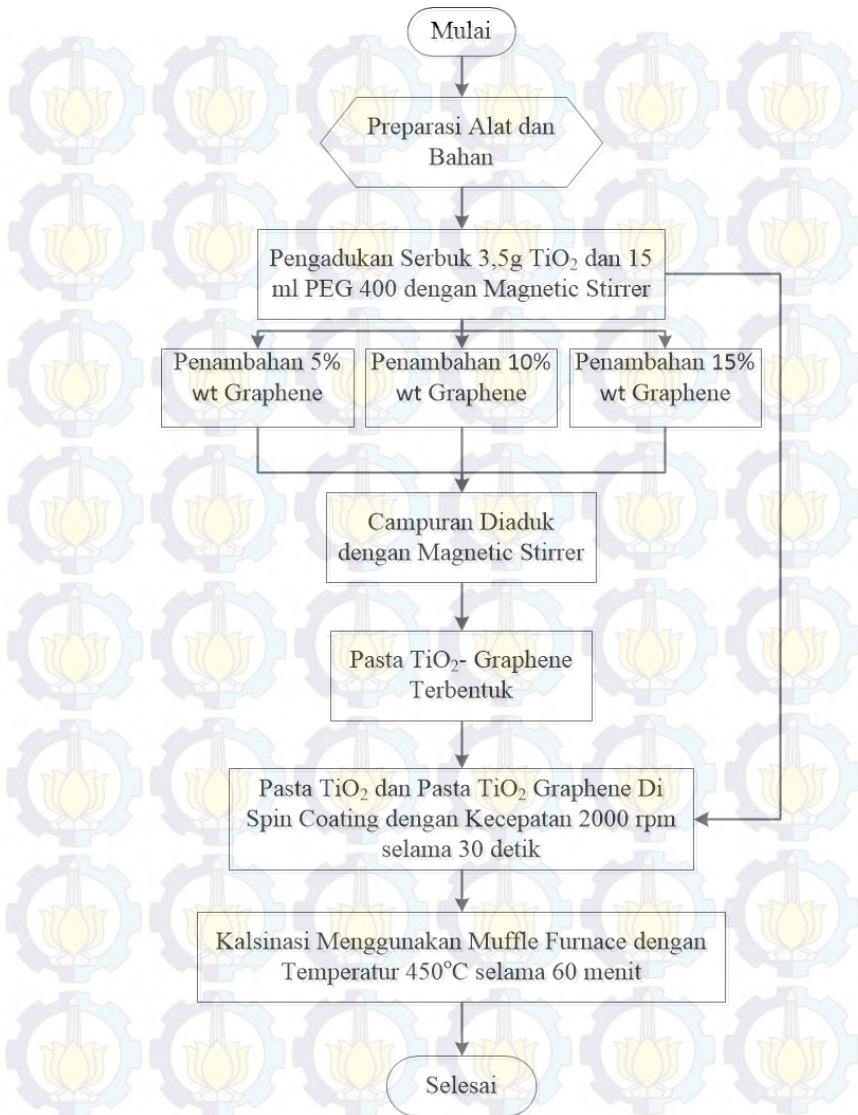 Mulai
Preparasi Alat dan
Bahan
Pengadukan Serbuk 3,5g TiO₂ dan 15
ml PEG 400 dengan Magnetic Stirrer
Penambahan 5%
wt Graphene
Penambahan 10%
wt Graphene
Penambahan 15%
wt Graphene
Campuran Diaduk
dengan Magnetic Stirrer
Pasta TiO₂- Graphene
Terbentuk
Pasta TiO₂ dan Pasta TiO₂ Graphene Di
Spin Coating dengan Kecepatan 2000 rpm
selama 30 detik
Kalsinasi Menggunakan Muffle Furnace dengan
Temperatur 450°C selama 60 menit
Selesai